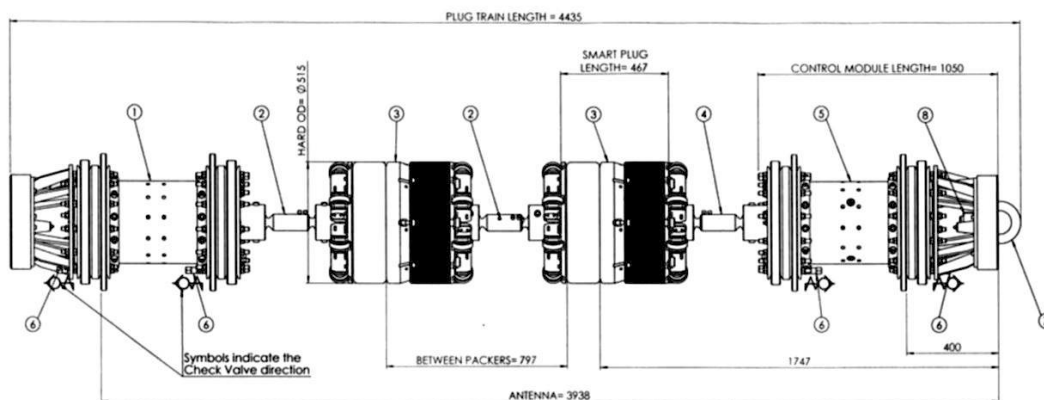 PLUG TRAIN LENGTH = 4435
SMART PLUG
LENGTH= 467
CONTROL MODULE LENGTH= 1050
HARD OD= Ø515
1
2
3
2
3
4
5
8
6
6
6
6
Symbols indicate the
Check Valve direction
BETWEEN PACKERS= 797
1747
400
ANTENNA= 3938